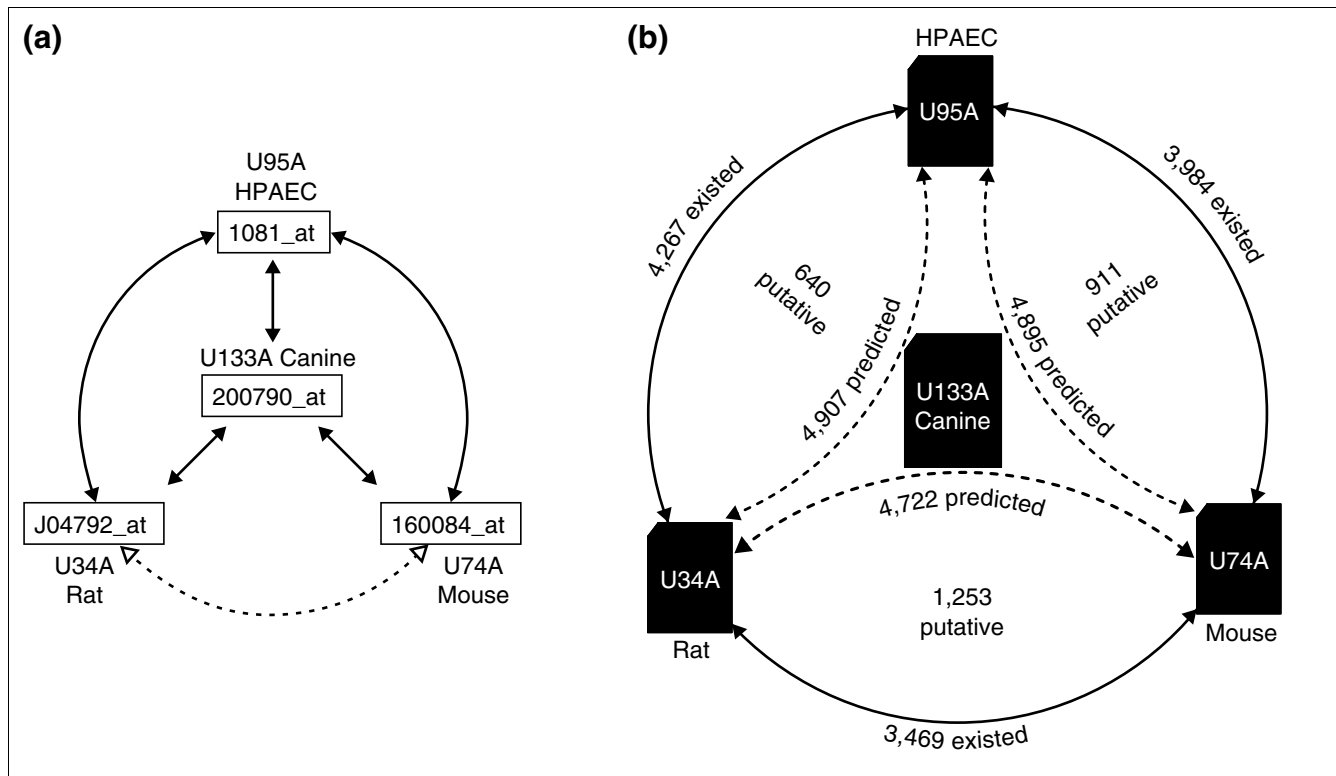 (a)
U95A
HPAEC
1081_at
U133A Canine
200790_at
J04792_at
160084_at
U34A
Rat
U74A
Mouse
(b)
HPAEC
U95A
4,267 existed
3,984 existed
640
putative
911
putative
4,907 predicted
4,895 predicted
U133A
Canine
4,722 predicted
U34A
Rat
U74A
Mouse
1,253
putative
3,469 existed